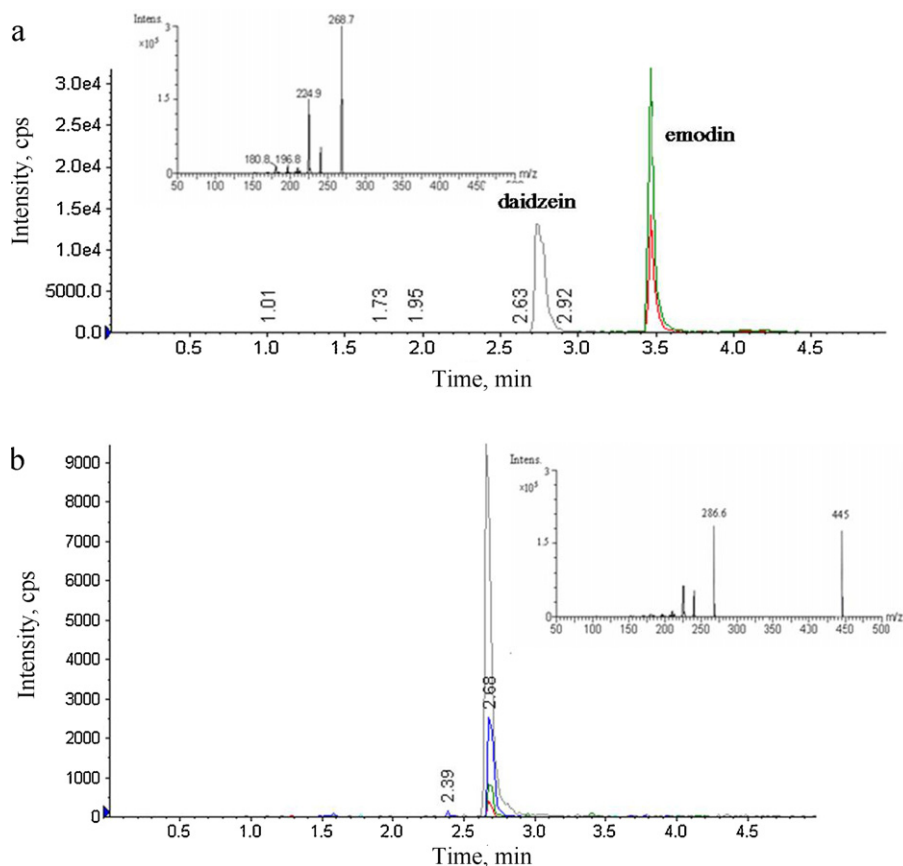 a
Intens.
×10⁵
3
1.5
0
268.7
224.9
180.8 196.8
50 100 150 200 250 300 350 400 450 500 m/z
Intensity, cps
3.0e4
2.5e4
2.0e4
1.5e4
1.0e4
5000.0
0.0
daidzein
emodin
1.01
1.73
1.95
2.63
2.92
0.5 1.0 1.5 2.0 2.5 3.0 3.5 4.0 4.5
Time, min
b
Intensity, cps
9000
8000
7000
6000
5000
4000
3000
2000
1000
0
2.39
2.68
Intens.
×10⁵
3
1.5
0
286.6
445
50 100 150 200 250 300 350 400 450 500 m/z
0.5 1.0 1.5 2.0 2.5 3.0 3.5 4.0 4.5
Time, min